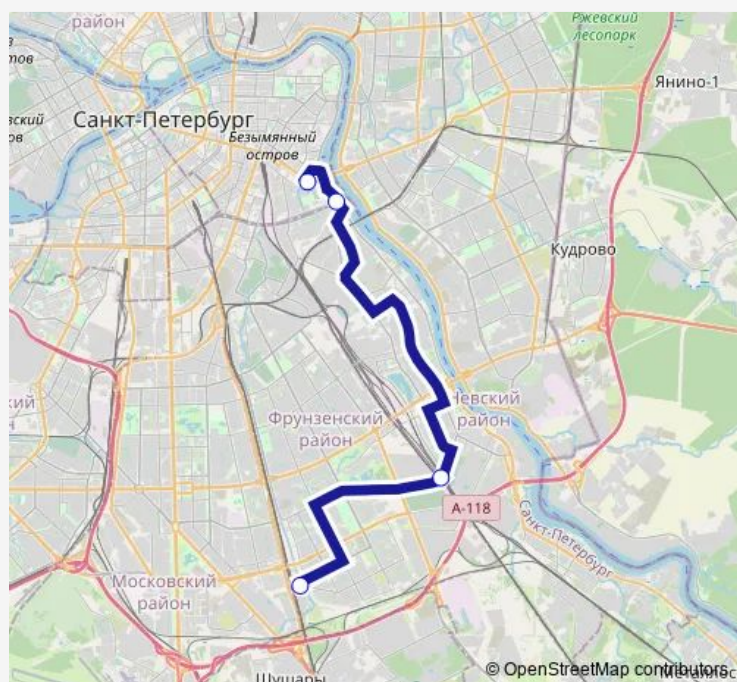 район
Ржевский
лесопарк
Янино-1
Санкт-Петербург
Безымянный
остров
Кудрово
Невский
район
Фрунзенский
район
А-118
Санкт-Петербург
Московский
район
Шушары
© OpenStreetMap contributors